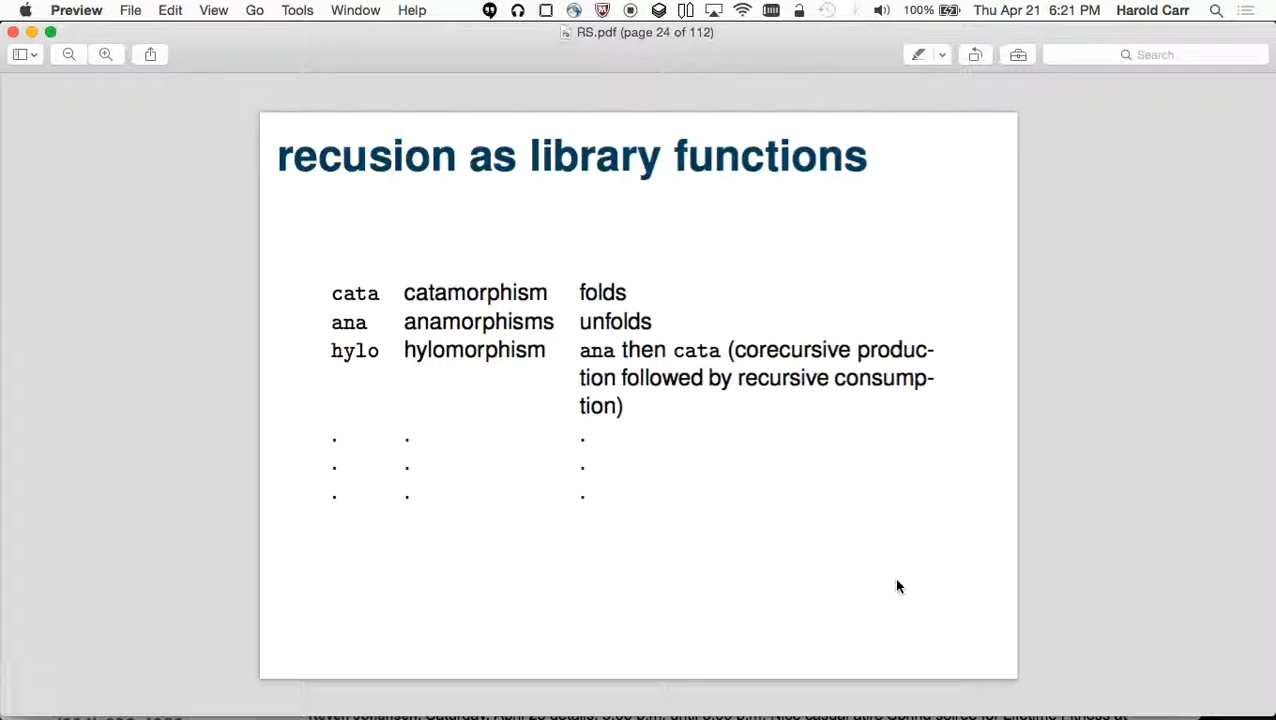 Preview File Edit View Go Tools Window Help 100% Thu Apr 21 6:21 PM Harold Carr
RS.pdf (page 24 of 112)
Search
recusion as library functions
cata catamorphism folds
ana anamorphisms unfolds
hylo hylomorphism ana then cata (corecursive produc-
tion followed by recursive consump-
tion)
. . .
. . .
. . .